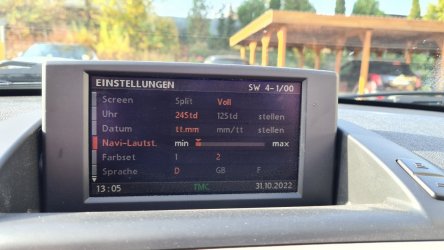 EINSTELLUNGEN SW 4-1/00
Screen Split Voll
Uhr 24Std 12Std stellen
Datum tt.mm mm/tt stellen
Navi-Lautst. min max
Farbset 1 2
Sprache D GB F
13:05 TMC 31.10.2022